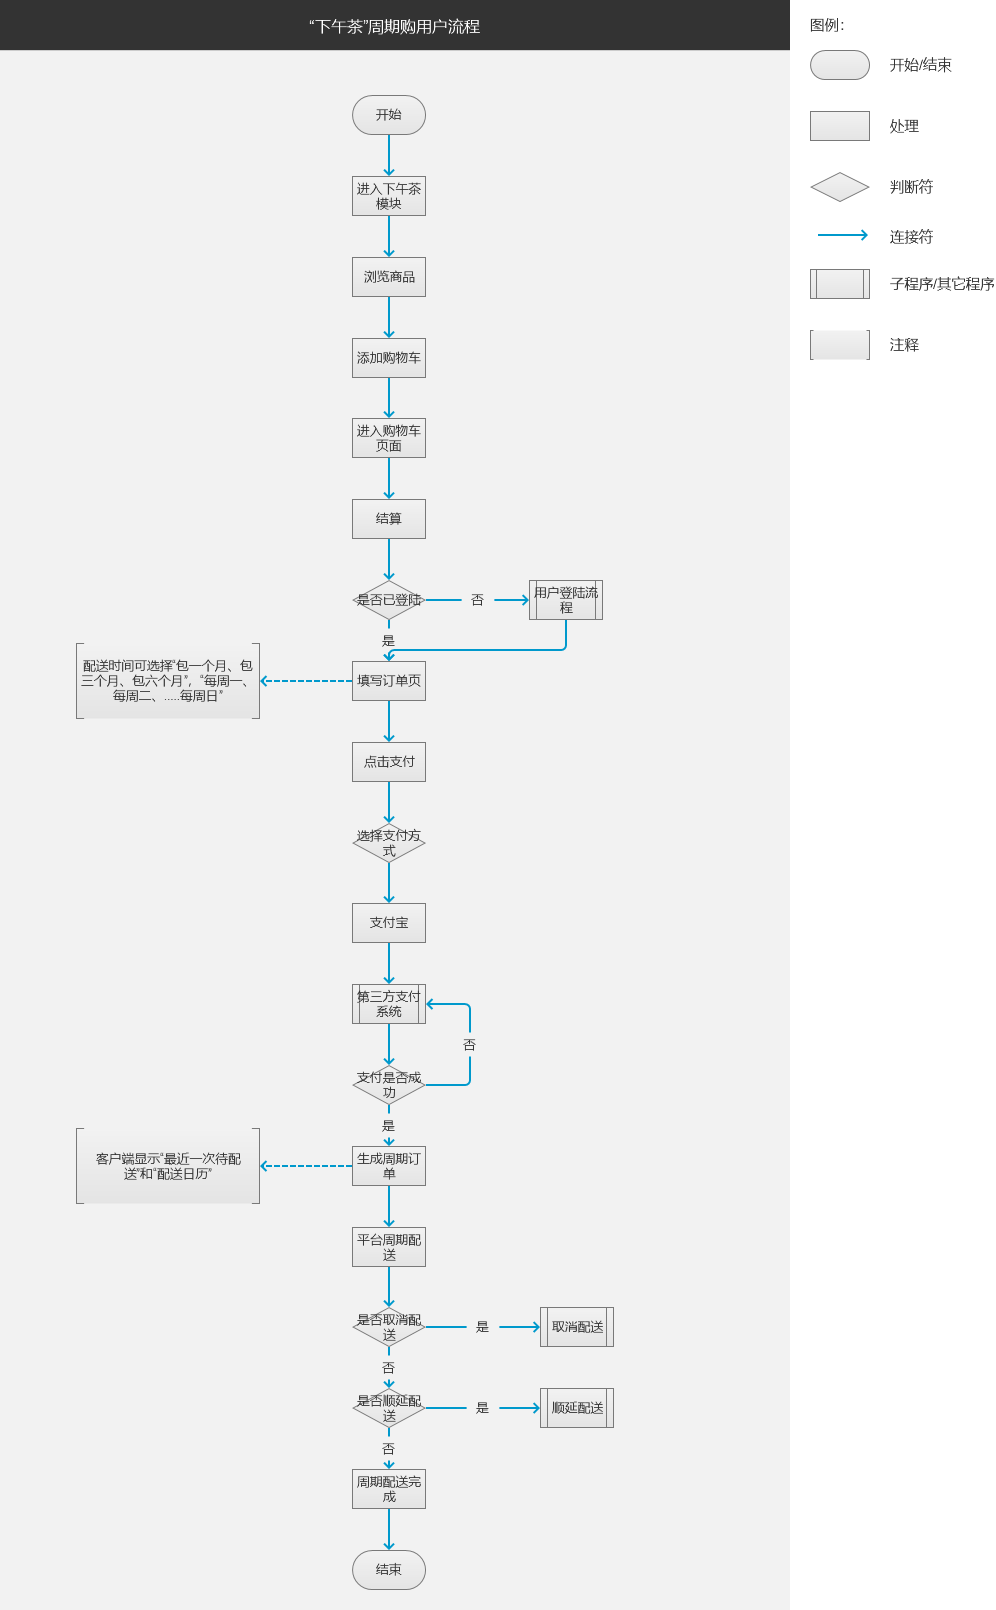 “下午茶”周期购用户流程
图例：
开始/结束
处理
判断符
连接符
子程序/其它程序
注释
开始
进入下午茶
模块
浏览商品
添加购物车
进入购物车
页面
结算
是否已登陆
否
用户登陆流
程
是
配送时间可选择“包一个月、包
三个月、包六个月”，“每周一、
每周二、.....每周日”
填写订单页
点击支付
选择支付方
式
支付宝
第三方支付
系统
否
支付是否成
功
是
客户端显示“最近一次待配
送”和“配送日历”
生成周期订
单
平台周期配
送
是否取消配
送
是
取消配送
否
是否顺延配
送
是
顺延配送
否
周期配送完
成
结束